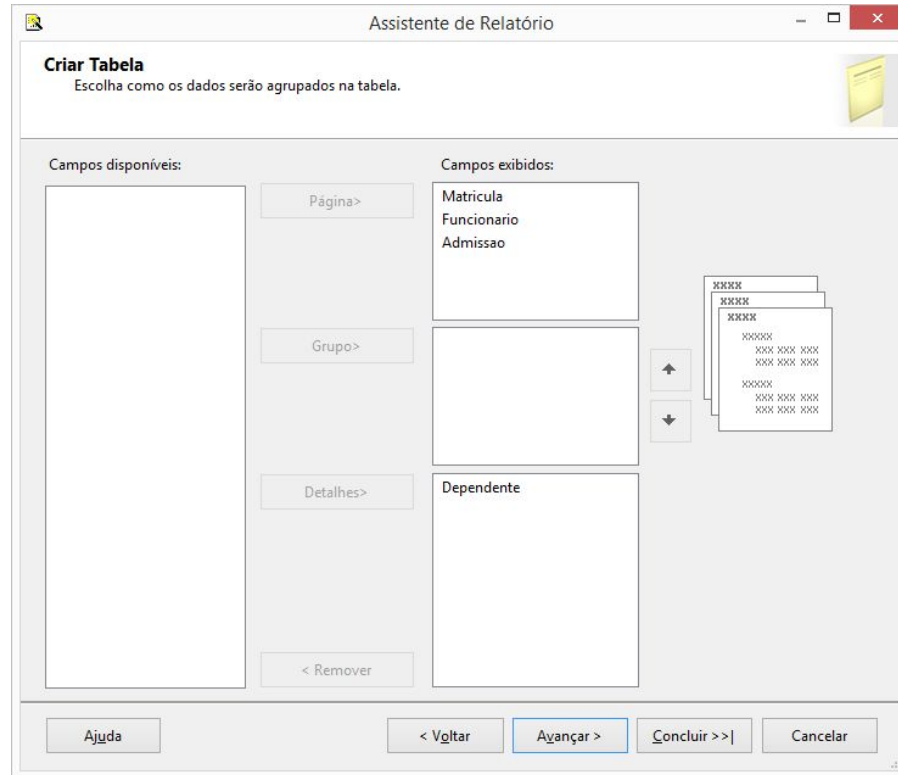 Assistente de Relatório
Criar Tabela
Escolha como os dados serão agrupados na tabela.
Campos disponíveis:
Campos exibidos:
Página>
Matricula
Funcionario
Admissao
Grupo>
Detalhes>
Dependente
< Remover
xxxx
xxxx
xxxx
xxxxx
xxx xxx xxx
xxx xxx xxx
xxxxx
xxx xxx xxx
xxx xxx xxx
Ajuda
< Voltar
Avançar >
Concluir >>|
Cancelar